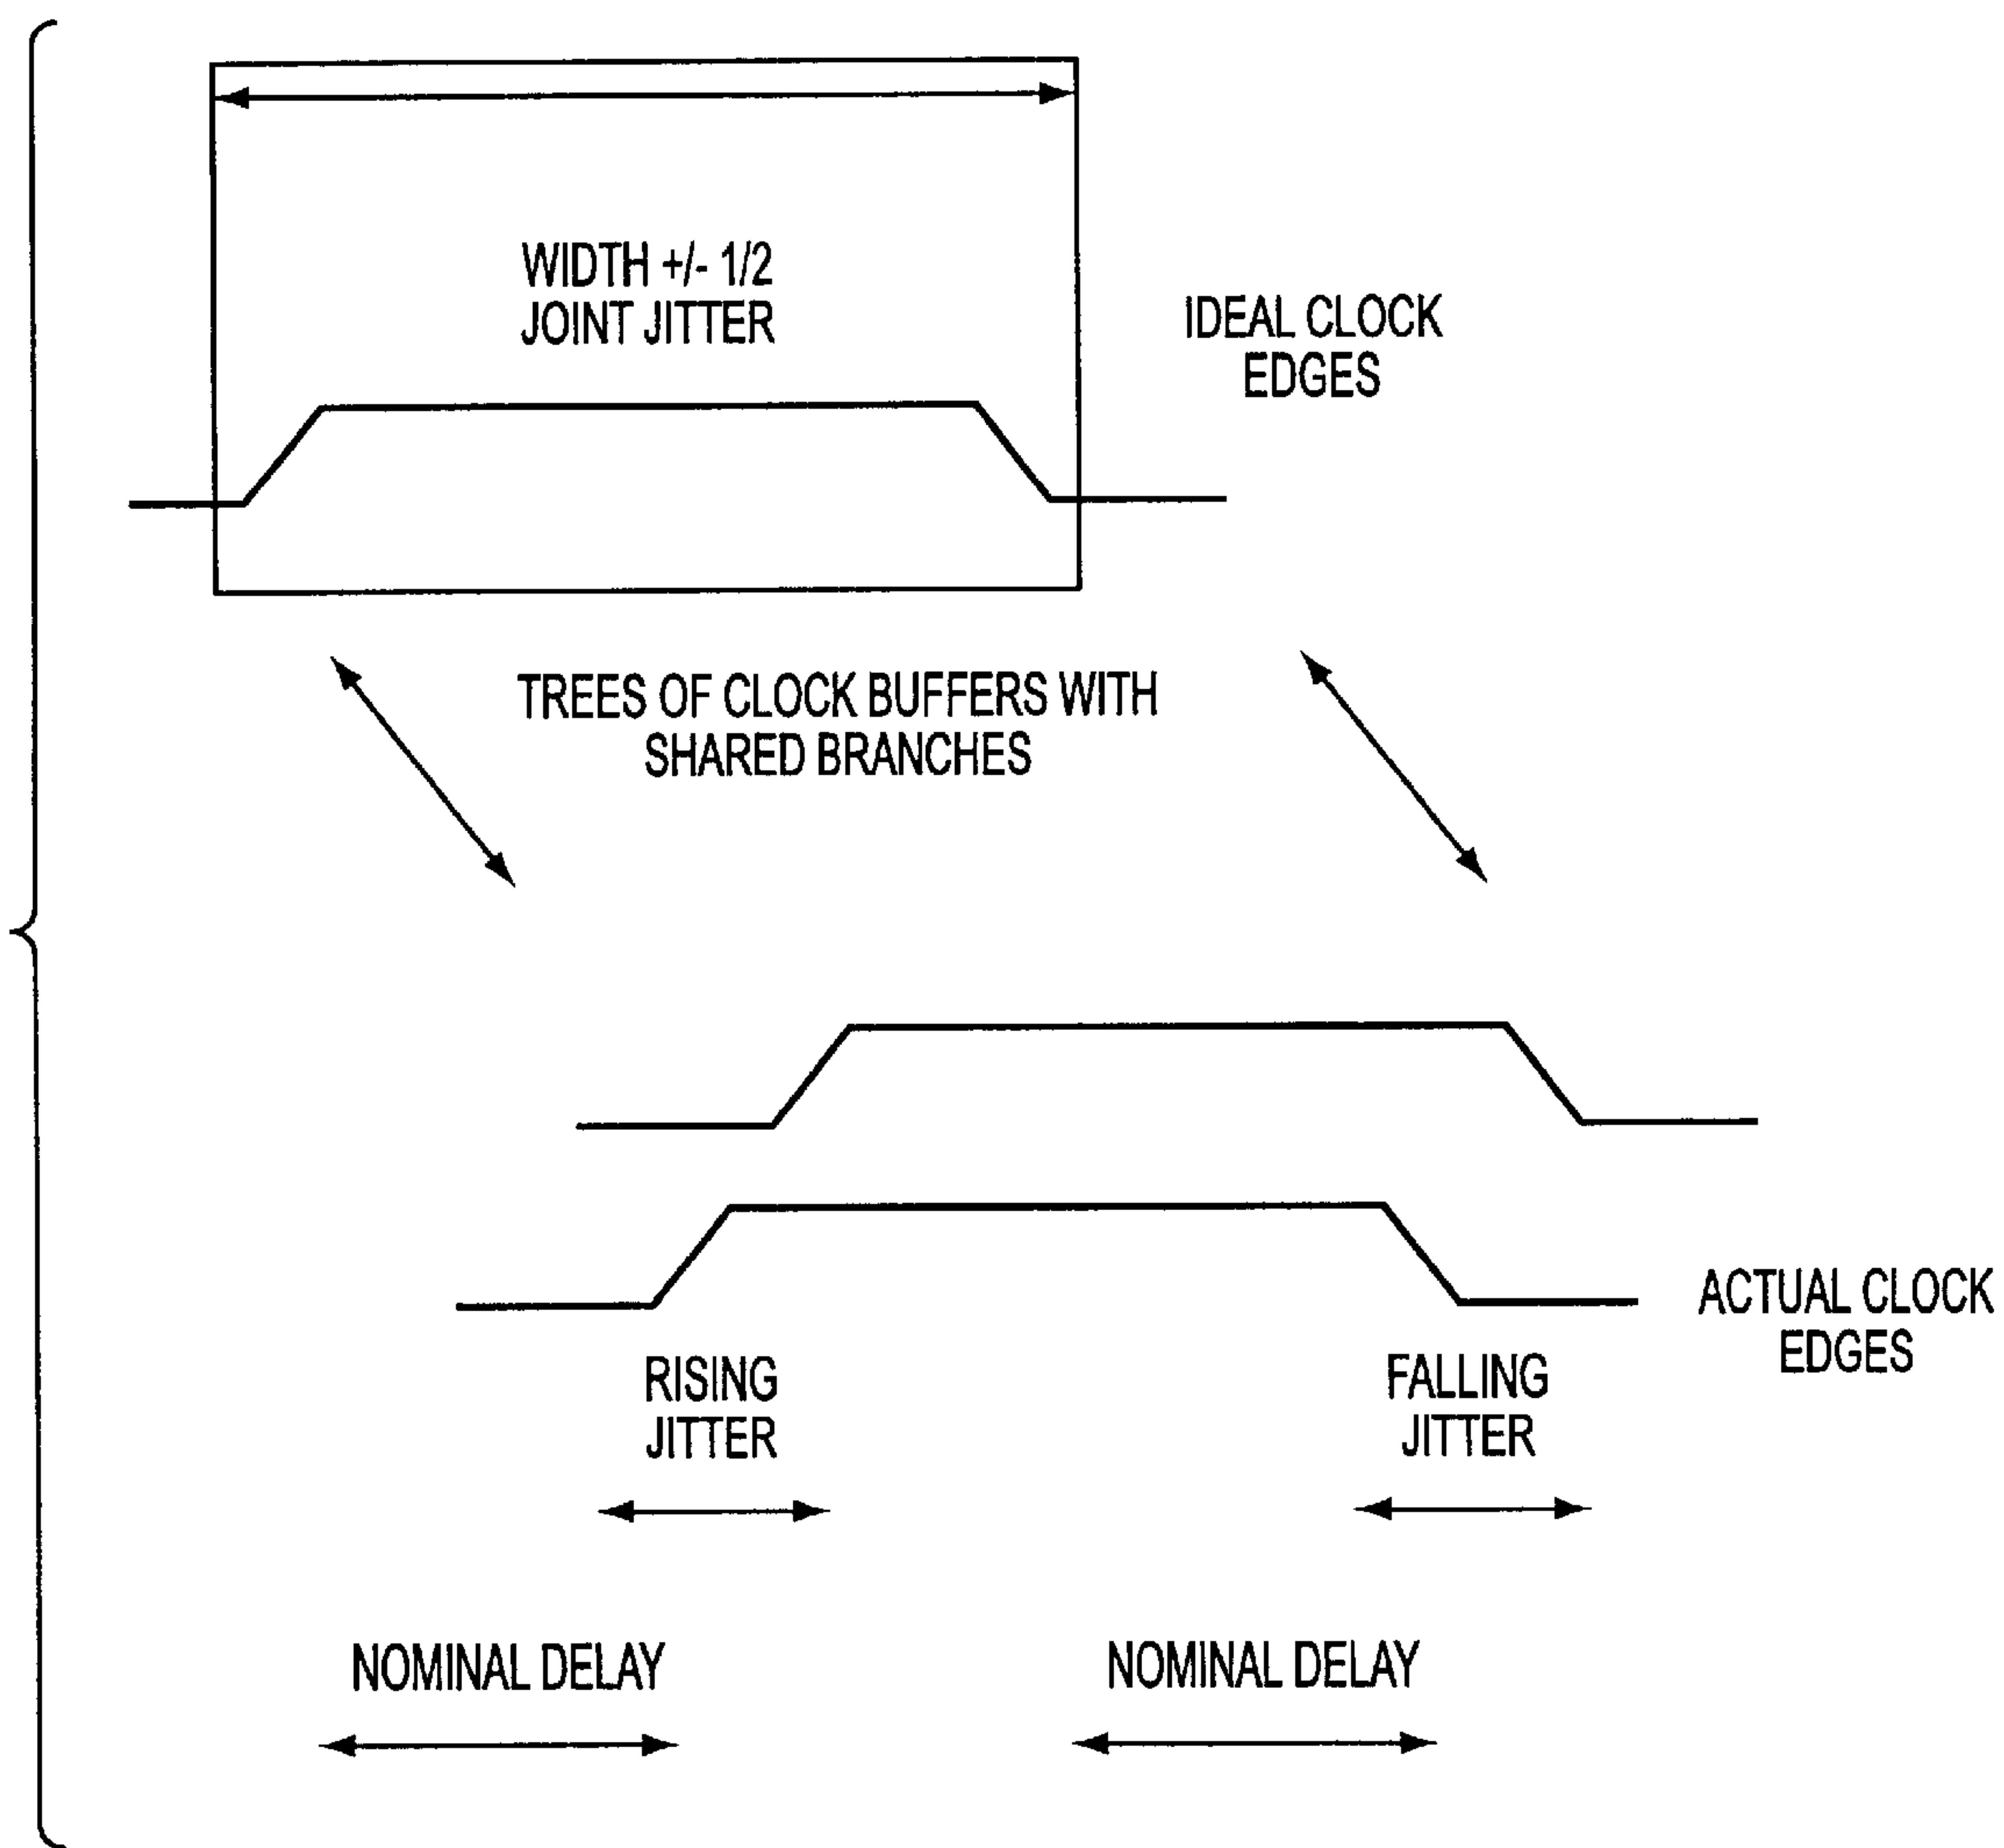 WIDTH +/- 1/2
JOINT JITTER
IDEAL CLOCK
EDGES
TREES OF CLOCK BUFFERS WITH
SHARED BRANCHES
ACTUAL CLOCK
EDGES
RISING
JITTER
FALLING
JITTER
NOMINAL DELAY
NOMINAL DELAY